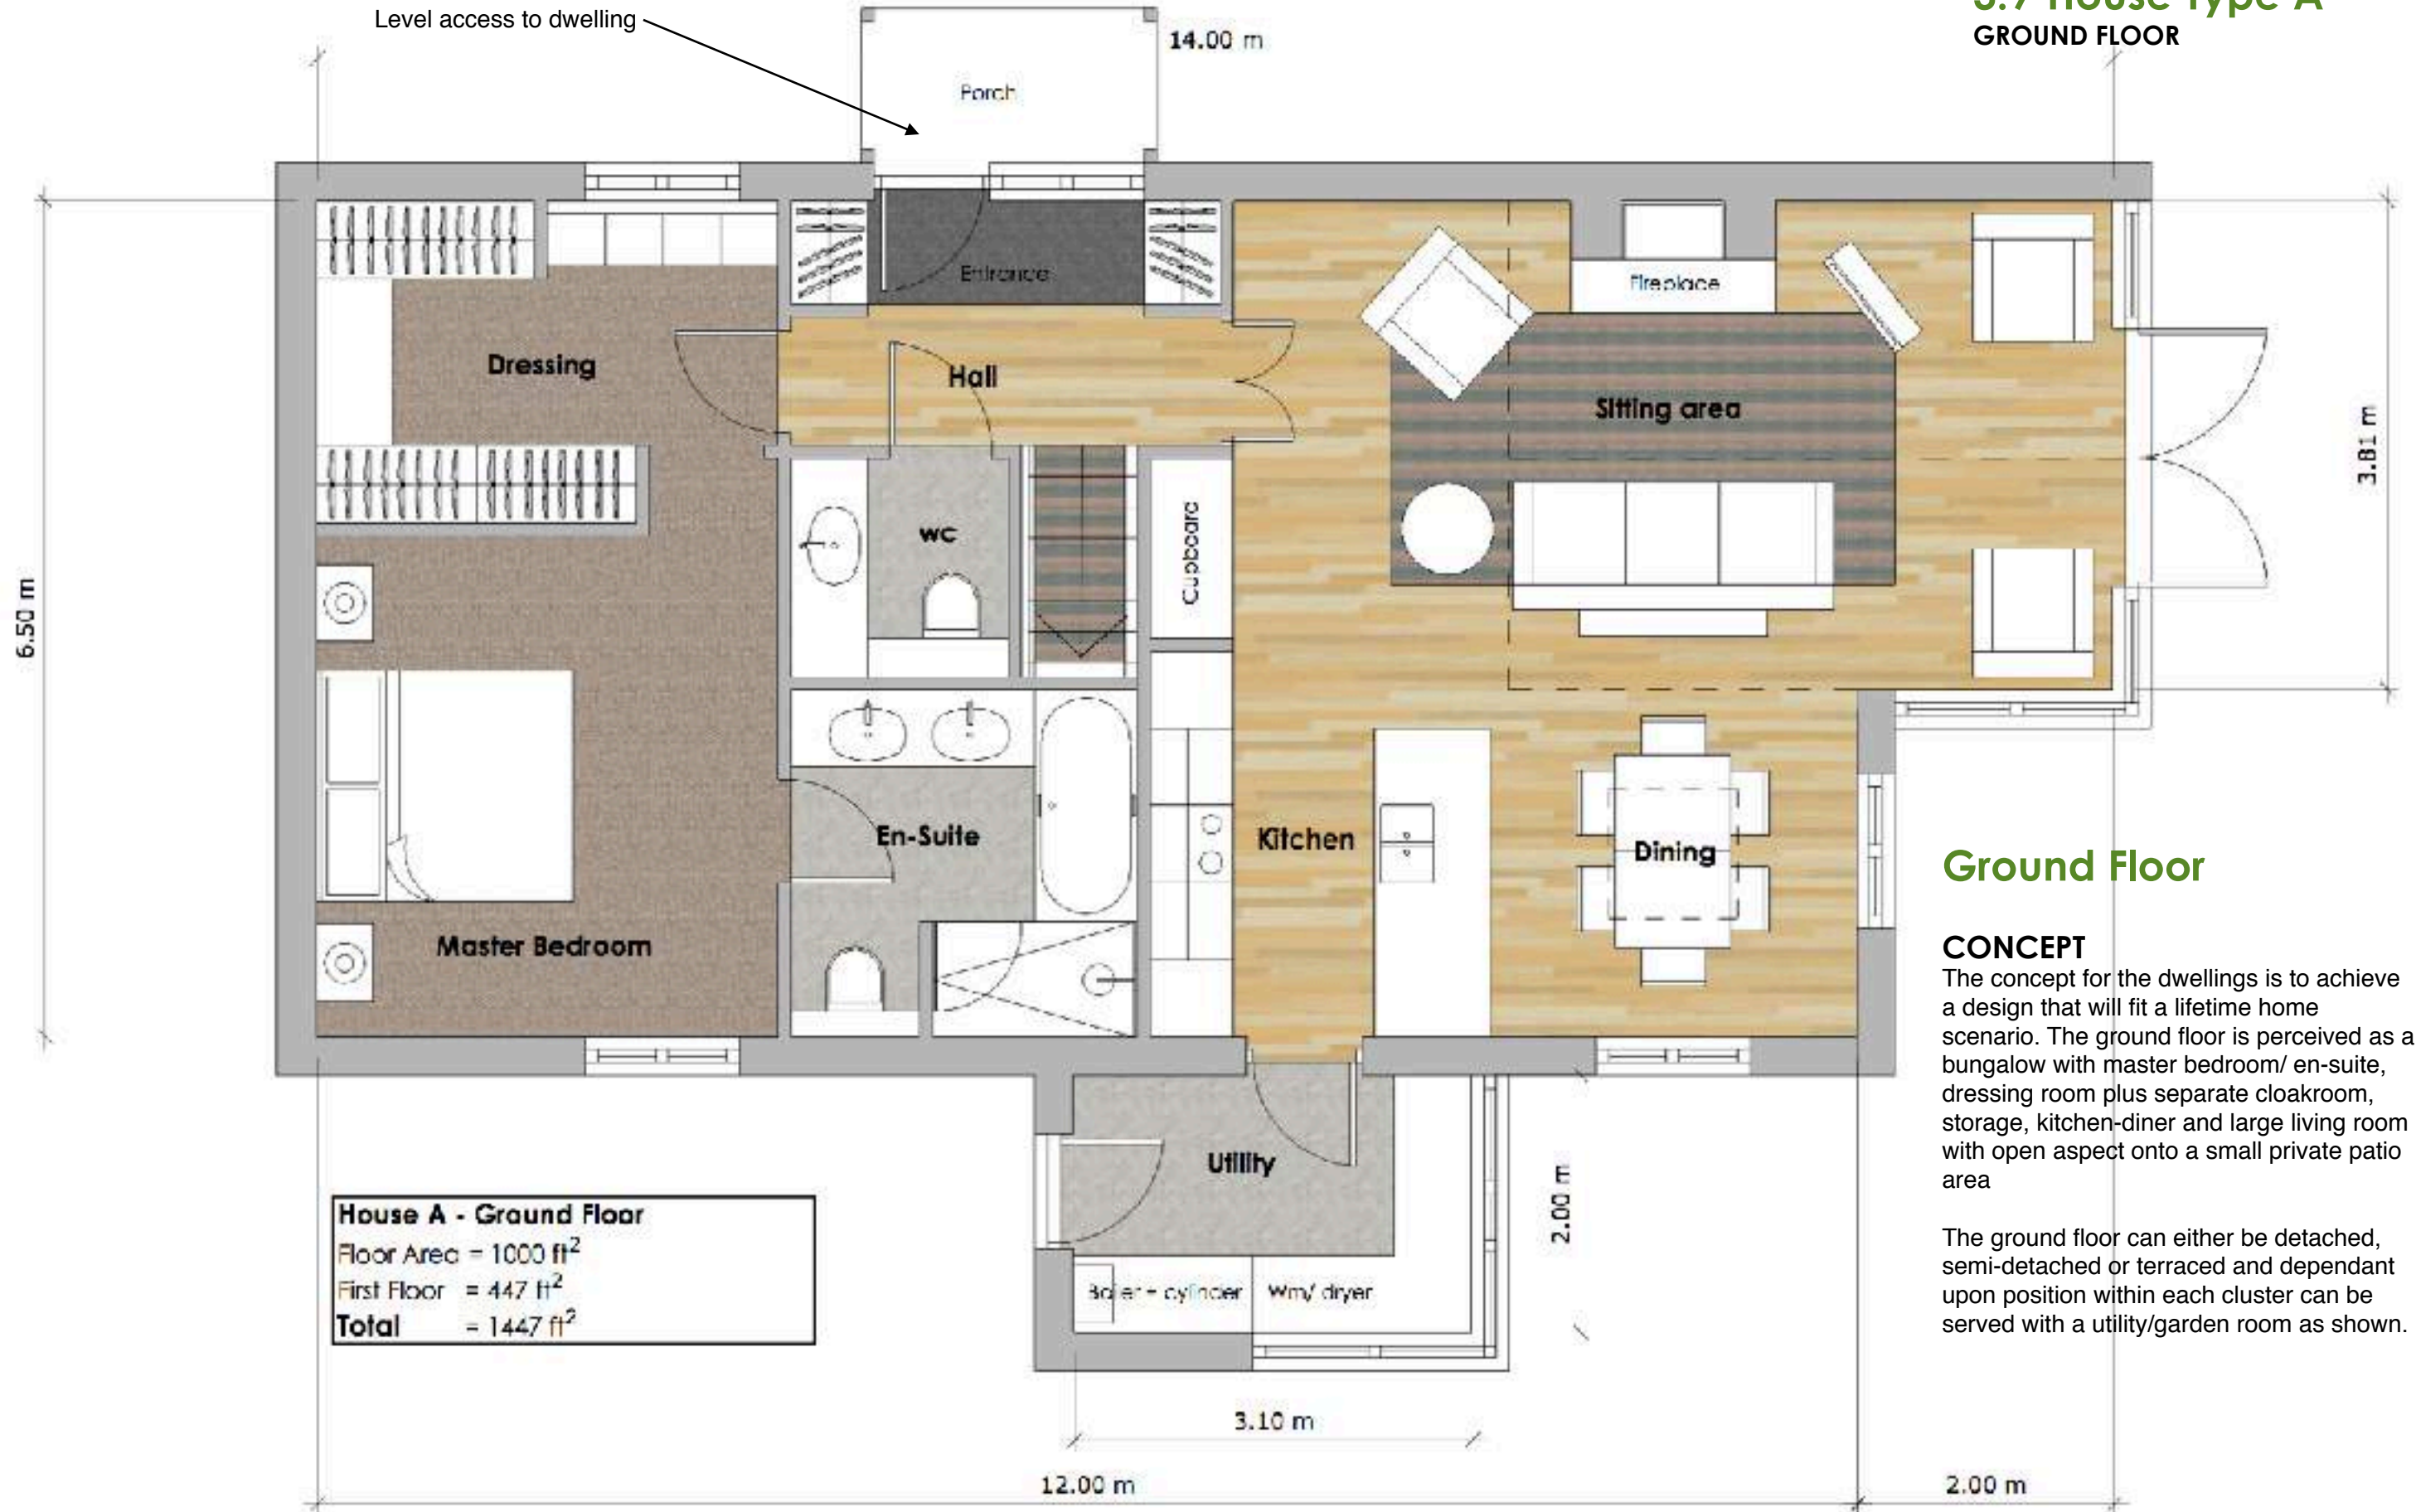 3.7 House Type A
GROUND FLOOR
Level access to dwelling
14.00 m
Porch
Entrance
Fireplace
Dressing
Hall
Sitting area
3.81 m
wc
Cupboard
6.50 m
En-Suite
Kitchen
Dining
Master Bedroom
Utility
2.00 m
Boiler + cylinder
Wm/ dryer
3.10 m
12.00 m
2.00 m
House A - Ground Floor
Floor Area = 1000 ft²
First Floor = 447 ft²
Total = 1447 ft²
Ground Floor
CONCEPT
The concept for the dwellings is to achieve
a design that will fit a lifetime home
scenario. The ground floor is perceived as a
bungalow with master bedroom/ en-suite,
dressing room plus separate cloakroom,
storage, kitchen-diner and large living room
with open aspect onto a small private patio
area
The ground floor can either be detached,
semi-detached or terraced and dependant
upon position within each cluster can be
served with a utility/garden room as shown.